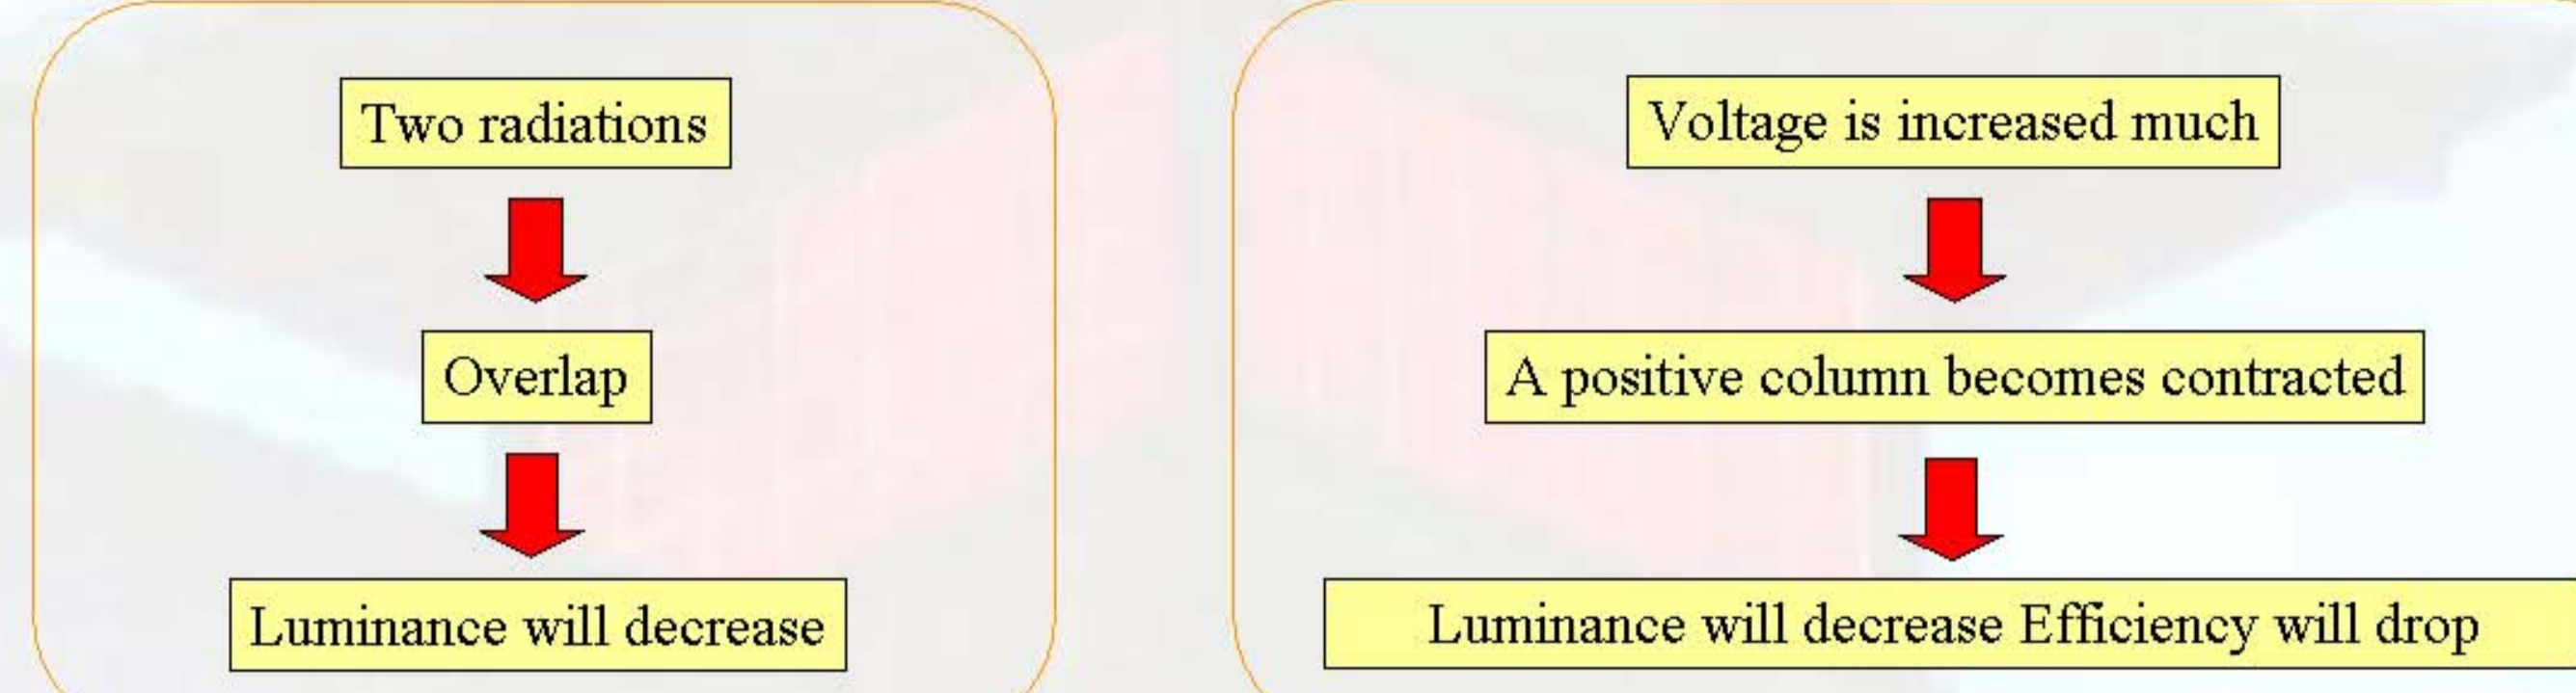 Two radiations
Overlap
Luminance will decrease
Voltage is increased much
A positive column becomes contracted
Luminance will decrease Efficiency will drop